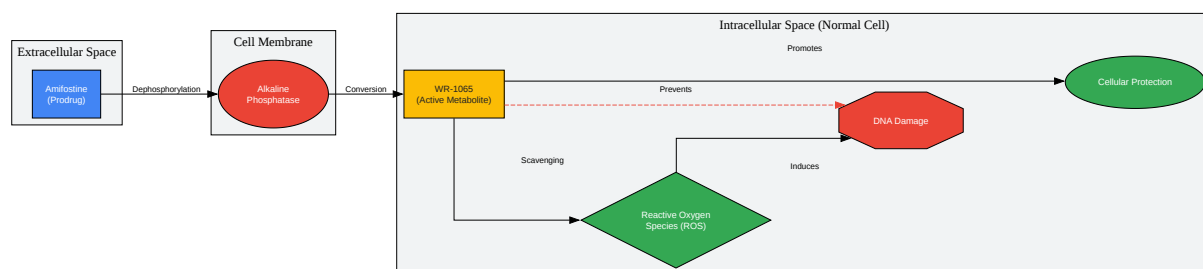 Intracellular Space (Normal Cell)
Extracellular Space
Cell Membrane
Promotes
Amifostine
(Prodrug)
Dephosphorylation
Alkaline
Phosphatase
Conversion
WR-1065
(Active Metabolite)
Prevents
Cellular Protection
DNA Damage
Scavenging
Induces
Reactive Oxygen
Species (ROS)